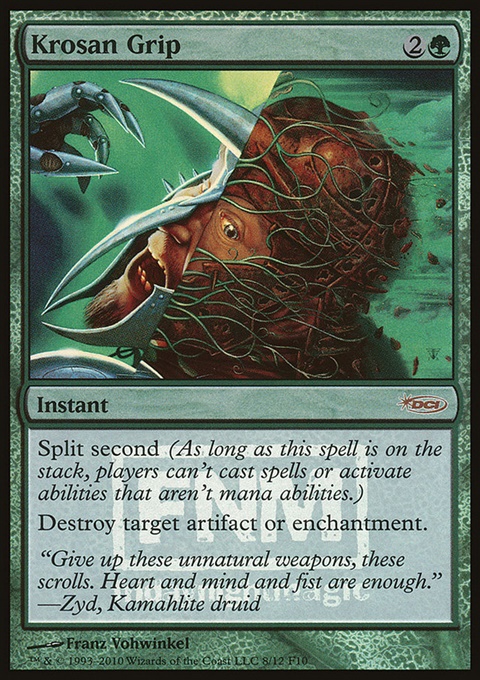 Krosan Grip 2
Instant DCI
Split second (As long as this spell is on the
stack, players can't cast spells or activate
abilities that aren't mana abilities.)
FNM
Destroy target artifact or enchantment.
"Give up these unnatural weapons, these
scrolls. Heart and mind and fist are enough."
—Zyd, Kamahlite druid
Franz Vohwinkel
™ & © 1993–2010 Wizards of the Coast LLC 8/12 F10